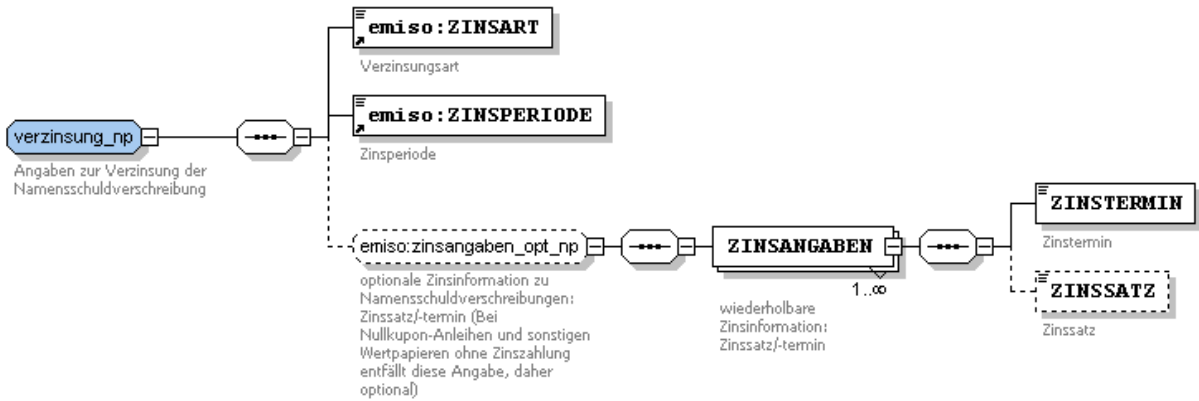 emiso:ZINSART
Verzinsungsart
emiso:ZINSPERIODE
Zinsperiode
verzinsung_np
Angaben zur Verzinsung der
Namensschuldverschreibung
emiso:zinsangaben_opt_np
optionale Zinsinformation zu
Namensschuldverschreibungen:
Zinssatz/-termin (Bei
Nullkupon-Anleihen und sonstigen
Wertpapieren ohne Zinszahlung
entfällt diese Angabe, daher
optional)
ZINSANGABEN
1..∞
wiederholbare
Zinsinformation:
Zinssatz/-termin
ZINSTERMIN
Zinstermin
ZINSSATZ
Zinssatz